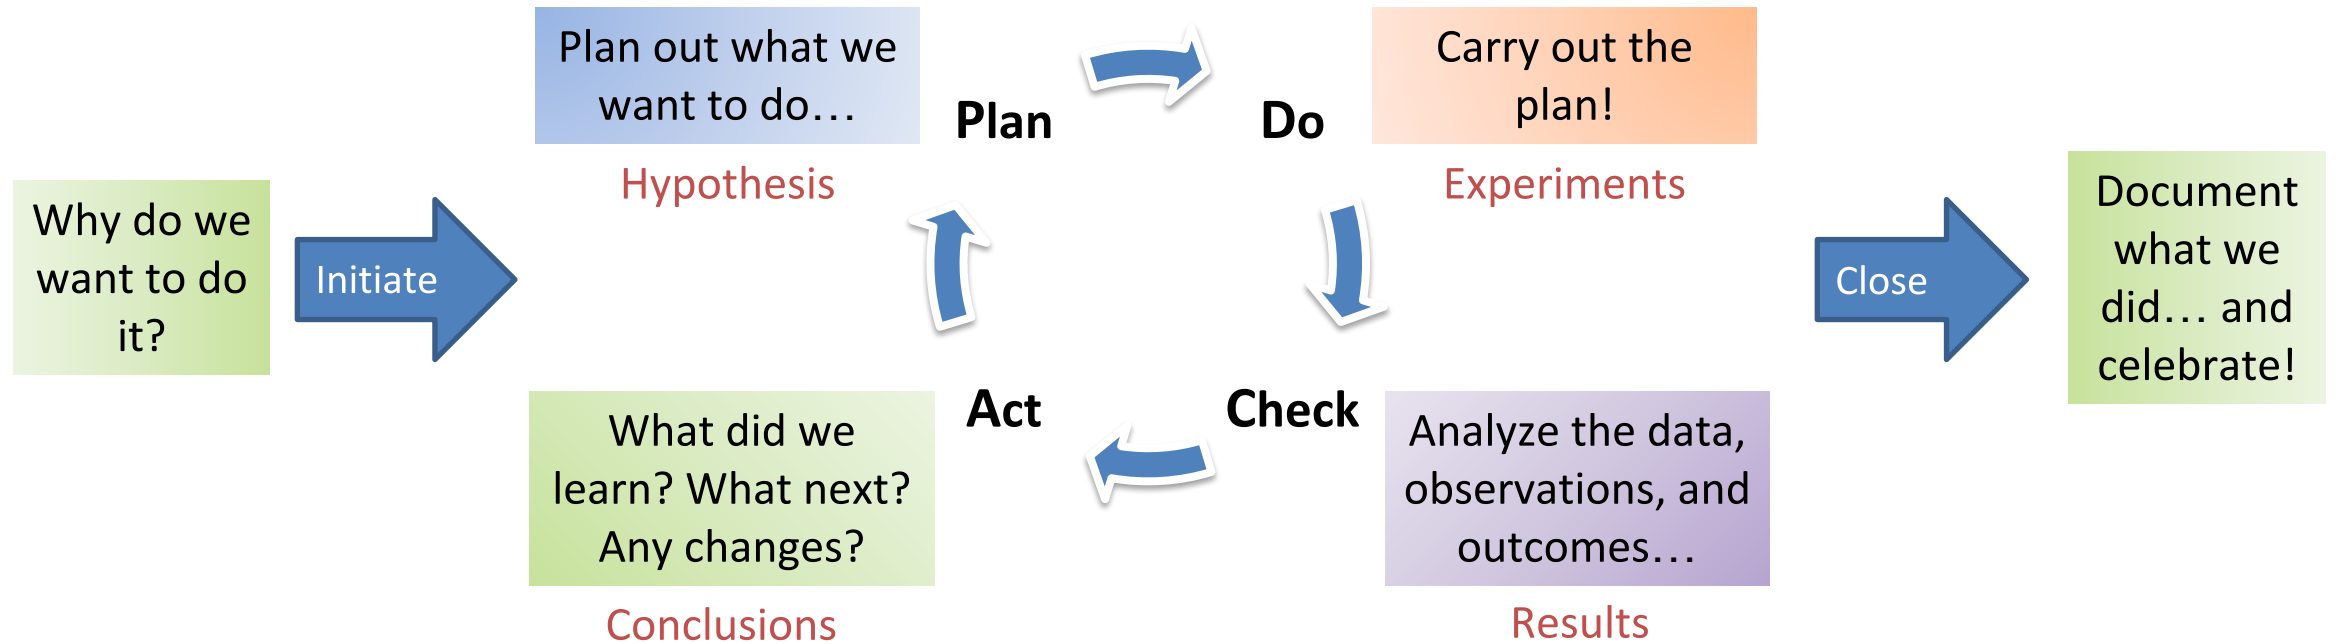 Why do we
want to do
it?
Initiate
Plan out what we
want to do…
Hypothesis
Plan
Do
Carry out the
plan!
Experiments
Check
Analyze the data,
observations, and
outcomes…
Results
Act
What did we
learn? What next?
Any changes?
Conclusions
Close
Document
what we
did… and
celebrate!